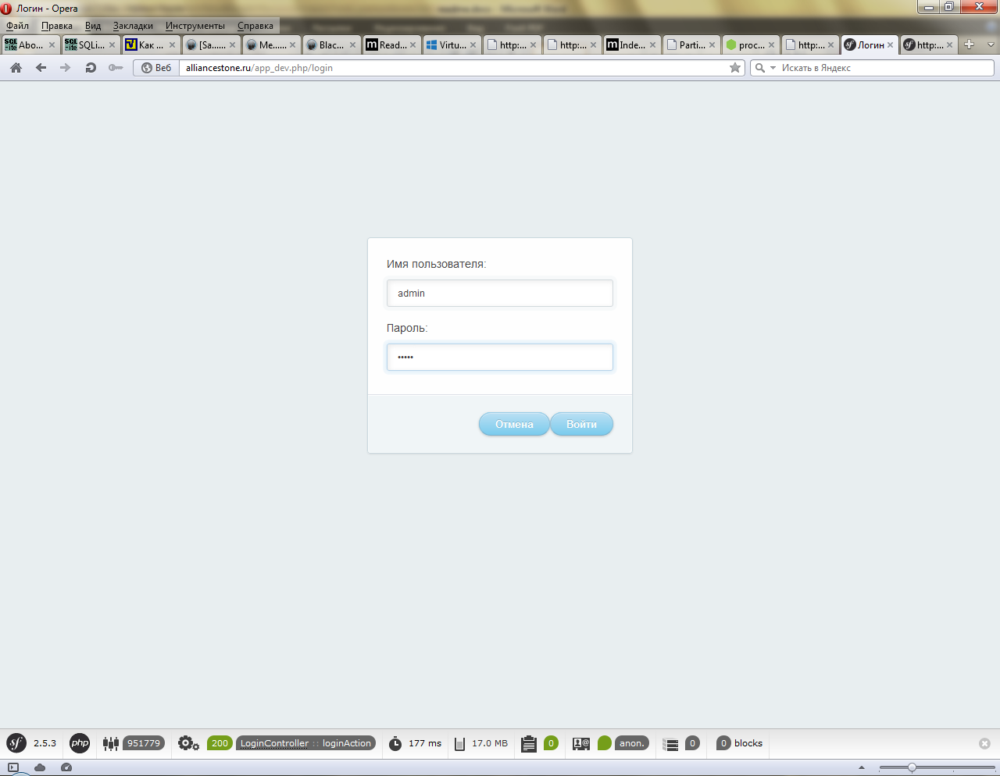 Логин - Opera
Файл Правка Вид Закладки Инструменты Справка
Abo... SQLi... Как ... [Sa...... Me...... Blac... Read... Virtu... http:... http:... Inde... Parti... proc... http:... Логин http:...
Веб alliancestone.ru/app_dev.php/login Искать в Яндекс
Имя пользователя:
admin
Пароль:
•••••
Отмена Войти
sf 2.5.3 php 951779 200 LoginController :: loginAction 177 ms 17.0 MB 0 anon. 0 0 blocks